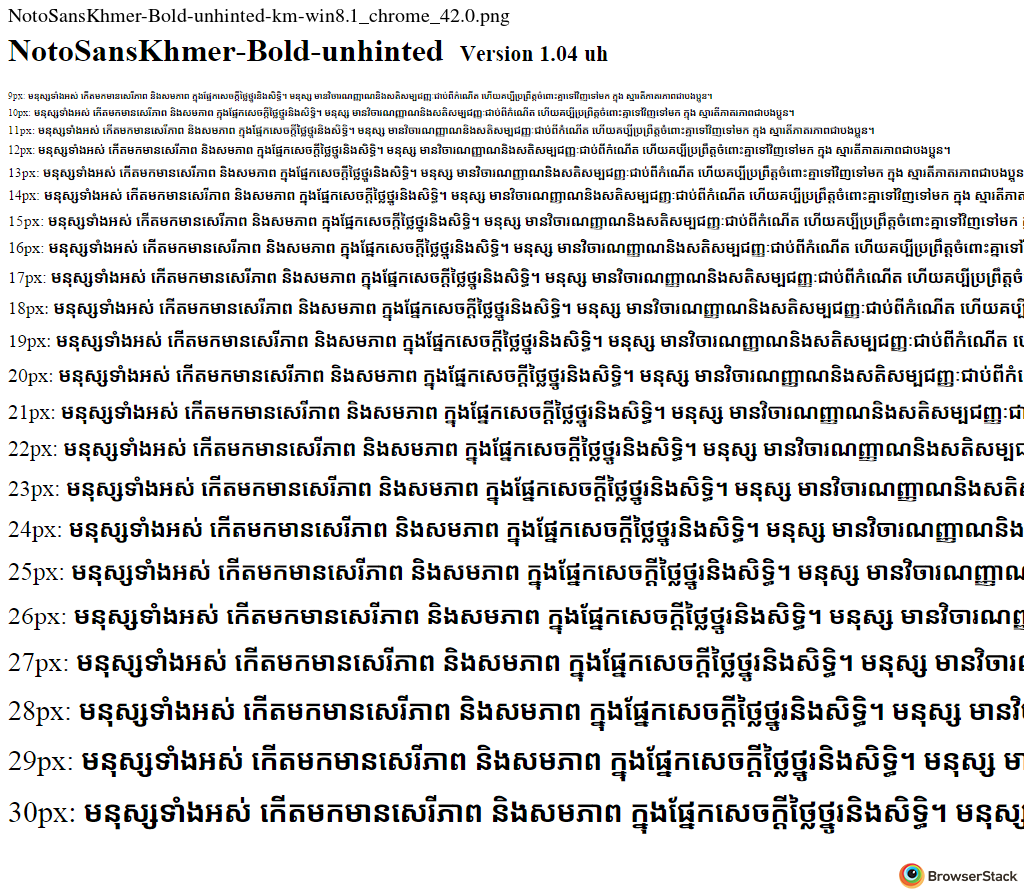 NotoSansKhmer-Bold-unhinted-km-win8.1_chrome_42.0.png
NotoSansKhmer-Bold-unhinted Version 1.04 uh
9px: មនុស្សទាំងអស់ កើតមកមានសេរីភាព និងសមភាព ក្នុងផ្នែកសេចក្ដីថ្លៃថ្នូរនិងសិទ្ធិ។ មនុស្ស មានវិចារណញ្ញាណនិងសតិសម្បជញ្ញៈជាប់ពីកំណើត ហើយគប្បីប្រព្រឹត្ដចំពោះគ្នាទៅវិញទៅមក ក្នុង ស្មារតីភាតរភាពជាបងប្អូន។
10px: មនុស្សទាំងអស់ កើតមកមានសេរីភាព និងសមភាព ក្នុងផ្នែកសេចក្ដីថ្លៃថ្នូរនិងសិទ្ធិ។ មនុស្ស មានវិចារណញ្ញាណនិងសតិសម្បជញ្ញៈជាប់ពីកំណើត ហើយគប្បីប្រព្រឹត្ដចំពោះគ្នាទៅវិញទៅមក ក្នុង ស្មារតីភាតរភាពជាបងប្អូន។
11px: មនុស្សទាំងអស់ កើតមកមានសេរីភាព និងសមភាព ក្នុងផ្នែកសេចក្ដីថ្លៃថ្នូរនិងសិទ្ធិ។ មនុស្ស មានវិចារណញ្ញាណនិងសតិសម្បជញ្ញៈជាប់ពីកំណើត ហើយគប្បីប្រព្រឹត្ដចំពោះគ្នាទៅវិញទៅមក ក្នុង ស្មារតីភាតរភាពជាបងប្អូន។
12px: មនុស្សទាំងអស់ កើតមកមានសេរីភាព និងសមភាព ក្នុងផ្នែកសេចក្ដីថ្លៃថ្នូរនិងសិទ្ធិ។ មនុស្ស មានវិចារណញ្ញាណនិងសតិសម្បជញ្ញៈជាប់ពីកំណើត ហើយគប្បីប្រព្រឹត្ដចំពោះគ្នាទៅវិញទៅមក ក្នុង ស្មារតីភាតរភាពជាបងប្អូន។
13px: មនុស្សទាំងអស់ កើតមកមានសេរីភាព និងសមភាព ក្នុងផ្នែកសេចក្ដីថ្លៃថ្នូរនិងសិទ្ធិ។ មនុស្ស មានវិចារណញ្ញាណនិងសតិសម្បជញ្ញៈជាប់ពីកំណើត ហើយគប្បីប្រព្រឹត្ដចំពោះគ្នាទៅវិញទៅមក ក្នុង ស្មារតីភាតរភាពជាបងប្អូន
14px: មនុស្សទាំងអស់ កើតមកមានសេរីភាព និងសមភាព ក្នុងផ្នែកសេចក្ដីថ្លៃថ្នូរនិងសិទ្ធិ។ មនុស្ស មានវិចារណញ្ញាណនិងសតិសម្បជញ្ញៈជាប់ពីកំណើត ហើយគប្បីប្រព្រឹត្ដចំពោះគ្នាទៅវិញទៅមក ក្នុង ស្មារតីភាត
15px: មនុស្សទាំងអស់ កើតមកមានសេរីភាព និងសមភាព ក្នុងផ្នែកសេចក្ដីថ្លៃថ្នូរនិងសិទ្ធិ។ មនុស្ស មានវិចារណញ្ញាណនិងសតិសម្បជញ្ញៈជាប់ពីកំណើត ហើយគប្បីប្រព្រឹត្ដចំពោះគ្នាទៅវិញទៅមក
16px: មនុស្សទាំងអស់ កើតមកមានសេរីភាព និងសមភាព ក្នុងផ្នែកសេចក្ដីថ្លៃថ្នូរនិងសិទ្ធិ។ មនុស្ស មានវិចារណញ្ញាណនិងសតិសម្បជញ្ញៈជាប់ពីកំណើត ហើយគប្បីប្រព្រឹត្ដចំពោះគ្នាទៅ
17px: មនុស្សទាំងអស់ កើតមកមានសេរីភាព និងសមភាព ក្នុងផ្នែកសេចក្ដីថ្លៃថ្នូរនិងសិទ្ធិ។ មនុស្ស មានវិចារណញ្ញាណនិងសតិសម្បជញ្ញៈជាប់ពីកំណើត ហើយគប្បីប្រព្រឹត្ដចំ
18px: មនុស្សទាំងអស់ កើតមកមានសេរីភាព និងសមភាព ក្នុងផ្នែកសេចក្ដីថ្លៃថ្នូរនិងសិទ្ធិ។ មនុស្ស មានវិចារណញ្ញាណនិងសតិសម្បជញ្ញៈជាប់ពីកំណើត ហើយគប្បី
19px: មនុស្សទាំងអស់ កើតមកមានសេរីភាព និងសមភាព ក្នុងផ្នែកសេចក្ដីថ្លៃថ្នូរនិងសិទ្ធិ។ មនុស្ស មានវិចារណញ្ញាណនិងសតិសម្បជញ្ញៈជាប់ពីកំណើត
20px: មនុស្សទាំងអស់ កើតមកមានសេរីភាព និងសមភាព ក្នុងផ្នែកសេចក្ដីថ្លៃថ្នូរនិងសិទ្ធិ។ មនុស្ស មានវិចារណញ្ញាណនិងសតិសម្បជញ្ញៈជាប់ពីកំ
21px: មនុស្សទាំងអស់ កើតមកមានសេរីភាព និងសមភាព ក្នុងផ្នែកសេចក្ដីថ្លៃថ្នូរនិងសិទ្ធិ។ មនុស្ស មានវិចារណញ្ញាណនិងសតិសម្បជញ្ញៈជា
22px: មនុស្សទាំងអស់ កើតមកមានសេរីភាព និងសមភាព ក្នុងផ្នែកសេចក្ដីថ្លៃថ្នូរនិងសិទ្ធិ។ មនុស្ស មានវិចារណញ្ញាណនិងសតិសម្បជ
23px: មនុស្សទាំងអស់ កើតមកមានសេរីភាព និងសមភាព ក្នុងផ្នែកសេចក្ដីថ្លៃថ្នូរនិងសិទ្ធិ។ មនុស្ស មានវិចារណញ្ញាណនិងសតិស
24px: មនុស្សទាំងអស់ កើតមកមានសេរីភាព និងសមភាព ក្នុងផ្នែកសេចក្ដីថ្លៃថ្នូរនិងសិទ្ធិ។ មនុស្ស មានវិចារណញ្ញាណនិង
25px: មនុស្សទាំងអស់ កើតមកមានសេរីភាព និងសមភាព ក្នុងផ្នែកសេចក្ដីថ្លៃថ្នូរនិងសិទ្ធិ។ មនុស្ស មានវិចារណញ្ញាណ
26px: មនុស្សទាំងអស់ កើតមកមានសេរីភាព និងសមភាព ក្នុងផ្នែកសេចក្ដីថ្លៃថ្នូរនិងសិទ្ធិ។ មនុស្ស មានវិចារណញ្ញ
27px: មនុស្សទាំងអស់ កើតមកមានសេរីភាព និងសមភាព ក្នុងផ្នែកសេចក្ដីថ្លៃថ្នូរនិងសិទ្ធិ។ មនុស្ស មានវិចារណ
28px: មនុស្សទាំងអស់ កើតមកមានសេរីភាព និងសមភាព ក្នុងផ្នែកសេចក្ដីថ្លៃថ្នូរនិងសិទ្ធិ។ មនុស្ស មានវិ
29px: មនុស្សទាំងអស់ កើតមកមានសេរីភាព និងសមភាព ក្នុងផ្នែកសេចក្ដីថ្លៃថ្នូរនិងសិទ្ធិ។ មនុស្ស មា
30px: មនុស្សទាំងអស់ កើតមកមានសេរីភាព និងសមភាព ក្នុងផ្នែកសេចក្ដីថ្លៃថ្នូរនិងសិទ្ធិ។ មនុស្ស
BrowserStack